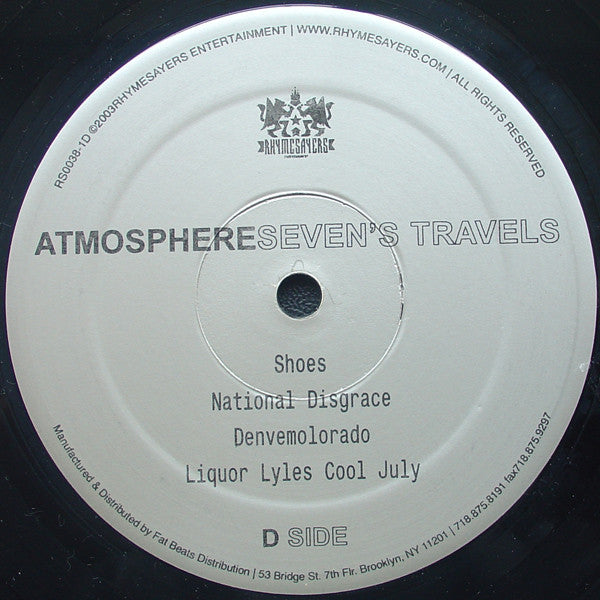 RS0038-1D ©2003RHYMESAYERS ENTERTAINMENT | WWW.RHYMESAYERS.COM | ALL RIGHTS RESERVED
RHYMESAYERS
ATMOSPHERESEVEN'S TRAVELS
Shoes
National Disgrace
Denvemolorado
Liquor Lyles Cool July
D SIDE
Manufactured & Distributed by Fat Beats Distribution | 53 Bridge St. 7th Flr. Brooklyn, NY 11201 | 718.875.8191 fax718.875.9297